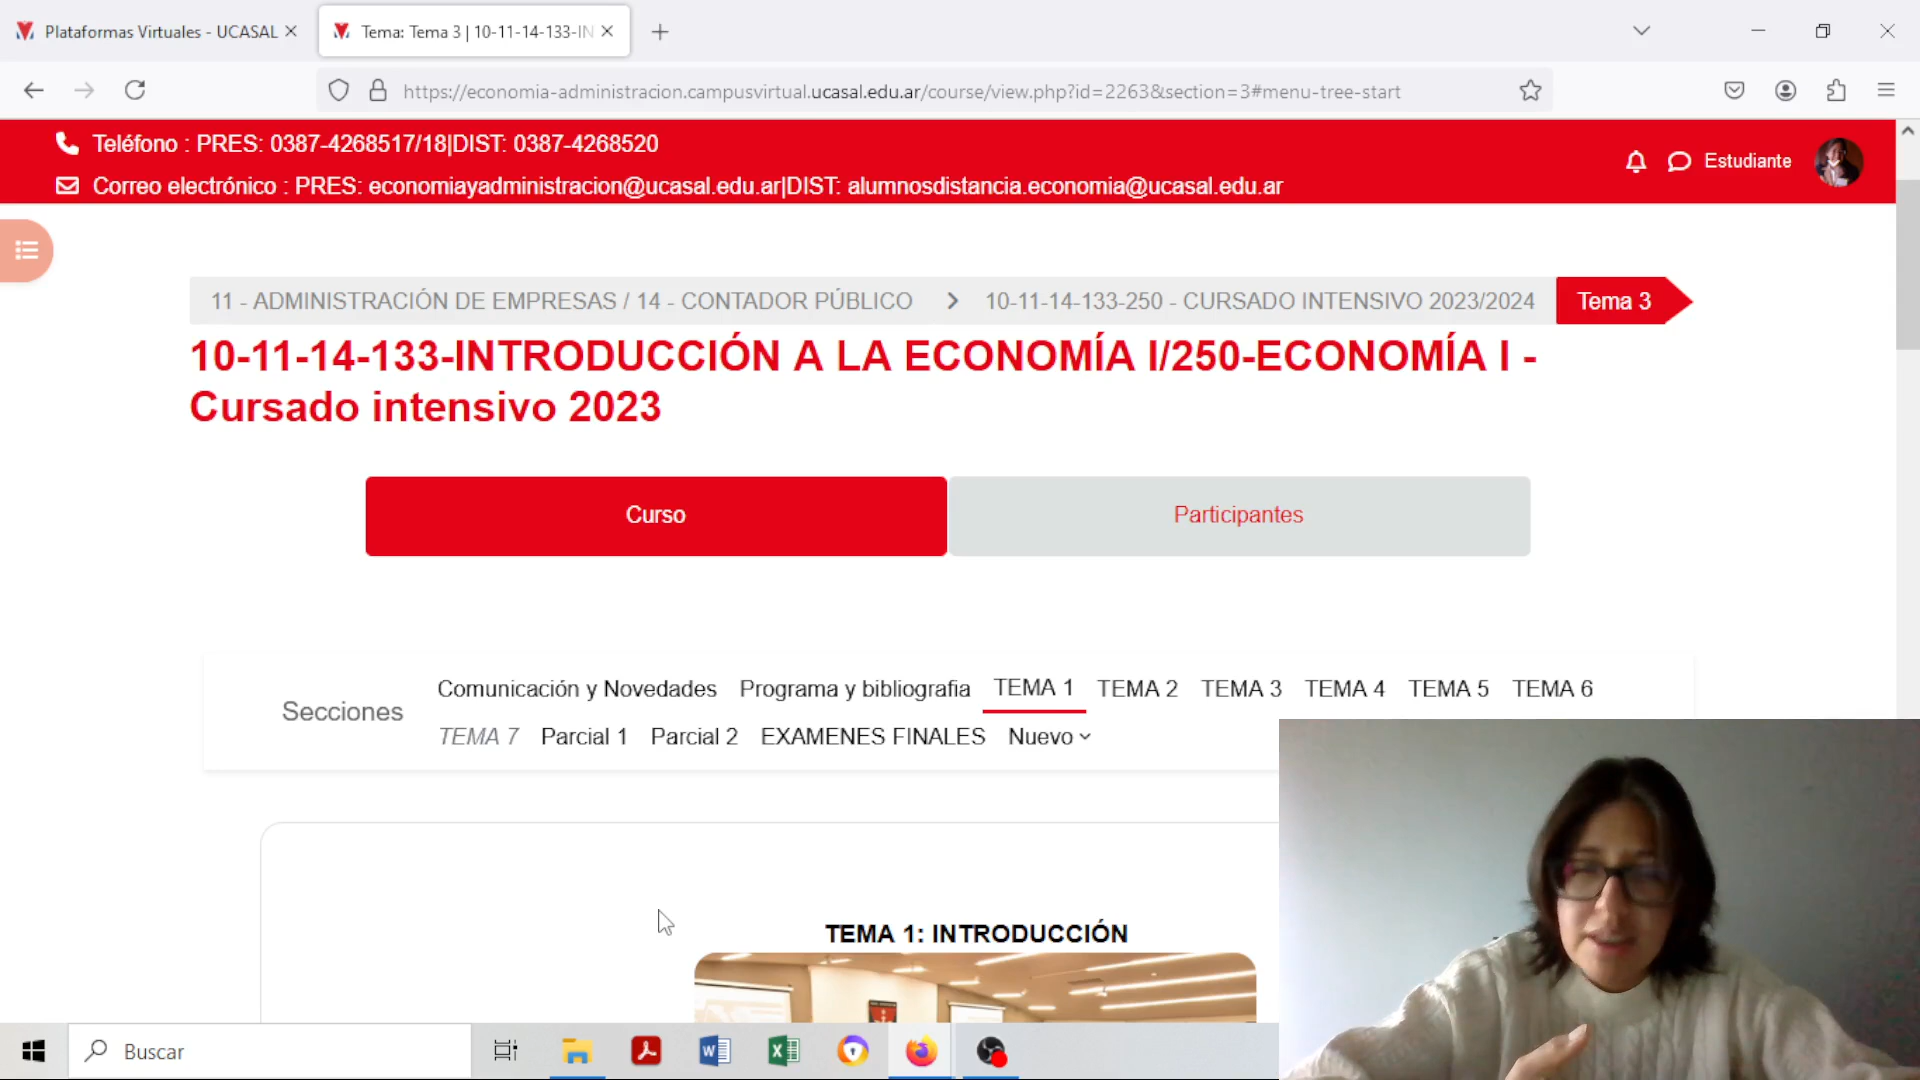 Plataformas Virtuales - UCASAL
Tema: Tema 3 | 10-11-14-133-IN
https://economia-administracion.campusvirtual.ucasal.edu.ar/course/view.php?id=2263&section=3#menu-tree-start
Teléfono : PRES: 0387-4268517/18|DIST: 0387-4268520
Estudiante
Correo electrónico : PRES: economiayadministracion@ucasal.edu.ar|DIST: alumnosdistancia.economia@ucasal.edu.ar
11 - ADMINISTRACIÓN DE EMPRESAS / 14 - CONTADOR PÚBLICO
10-11-14-133-250 - CURSADO INTENSIVO 2023/2024
Tema 3
10-11-14-133-INTRODUCCIÓN A LA ECONOMÍA I/250-ECONOMÍA I -
Cursado intensivo 2023
Curso
Participantes
Secciones
Comunicación y Novedades Programa y bibliografia TEMA 1 TEMA 2 TEMA 3 TEMA 4 TEMA 5 TEMA 6
TEMA 7 Parcial 1 Parcial 2 EXAMENES FINALES Nuevo
TEMA 1: INTRODUCCIÓN
Buscar